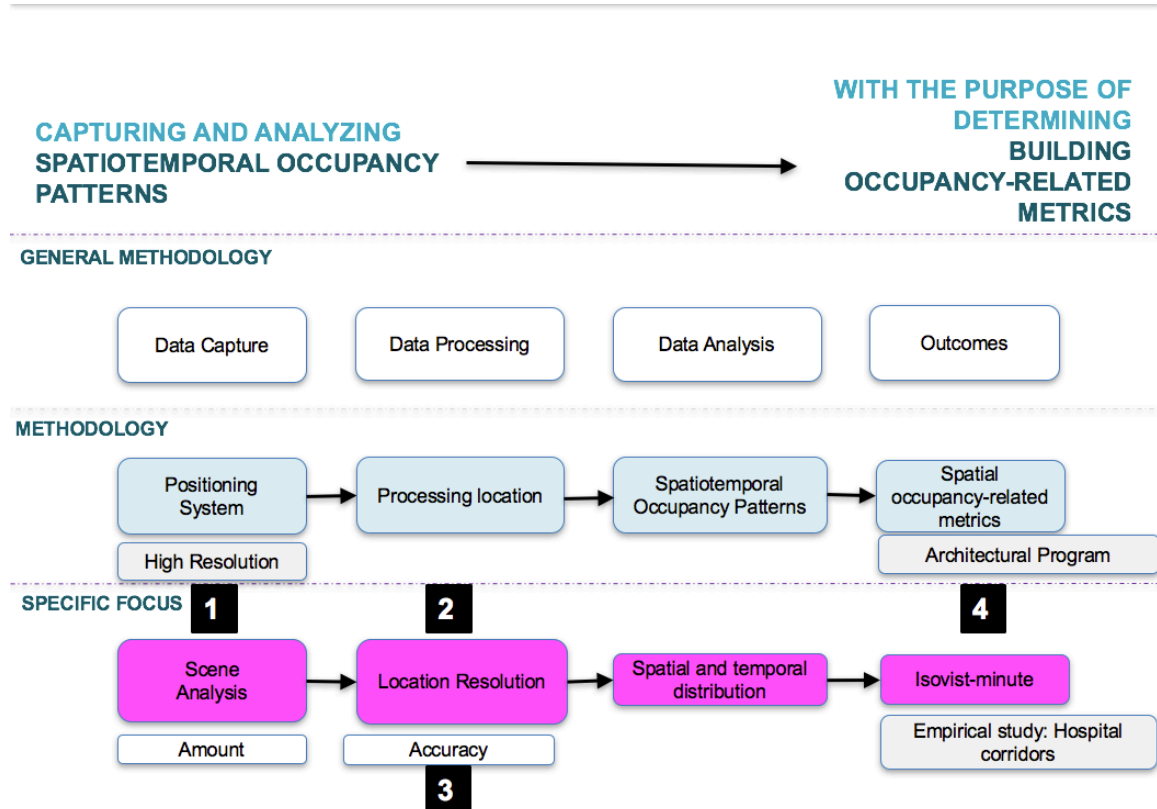 CAPTURING AND ANALYZING
SPATIOTEMPORAL OCCUPANCY
PATTERNS
WITH THE PURPOSE OF
DETERMINING
BUILDING
OCCUPANCY-RELATED
METRICS
GENERAL METHODOLOGY
Data Capture
Data Processing
Data Analysis
Outcomes
METHODOLOGY
Positioning
System
Processing location
Spatiotemporal
Occupancy Patterns
Spatial
occupancy-related
metrics
High Resolution
Architectural Program
SPECIFIC FOCUS
1
2
4
Scene
Analysis
Location Resolution
Spatial and temporal
distribution
Isovist-minute
Amount
Accuracy
Empirical study: Hospital
corridors
3